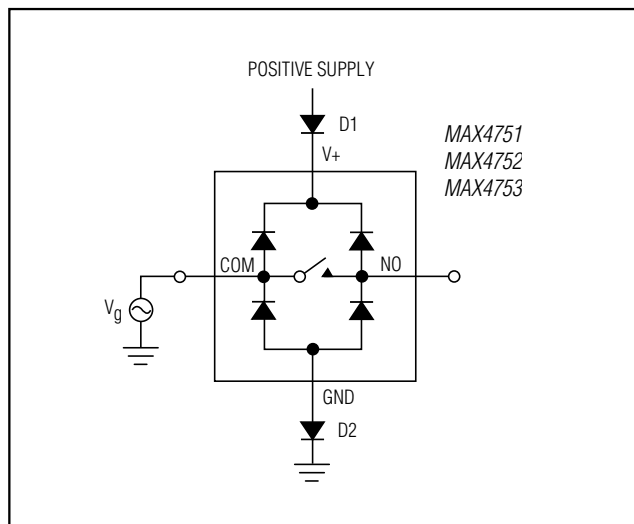 POSITIVE SUPPLY
D1
V+
MAX4751
MAX4752
MAX4753
COM
NO
Vg
GND
D2